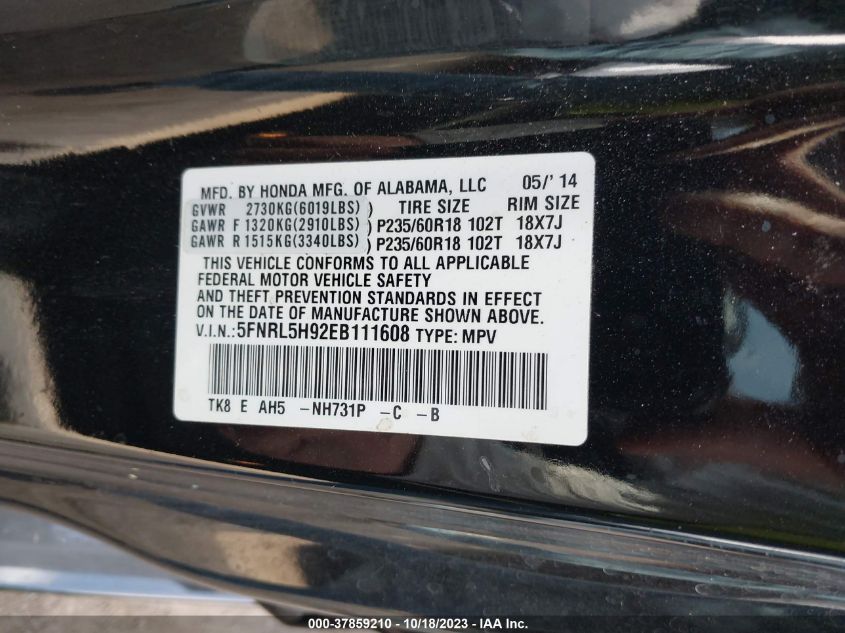 MFD. BY HONDA MFG. OF ALABAMA, LLC 05/' 14
GVWR 2730KG(6019LBS) ) TIRE SIZE RIM SIZE
GAWR F 1320KG(2910LBS) ) P235/60R18 102T 18X7J
GAWR R 1515KG(3340LBS) ) P235/60R18 102T 18X7J
THIS VEHICLE CONFORMS TO ALL APPLICABLE
FEDERAL MOTOR VEHICLE SAFETY
AND THEFT PREVENTION STANDARDS IN EFFECT
ON THE DATE OF MANUFACTURE SHOWN ABOVE.
V.I.N.: 5FNRL5H92EB111608 TYPE: MPV
TK8 E AH5 -NH731P -C -B
000-37859210 - 10/18/2023 - IAA Inc.